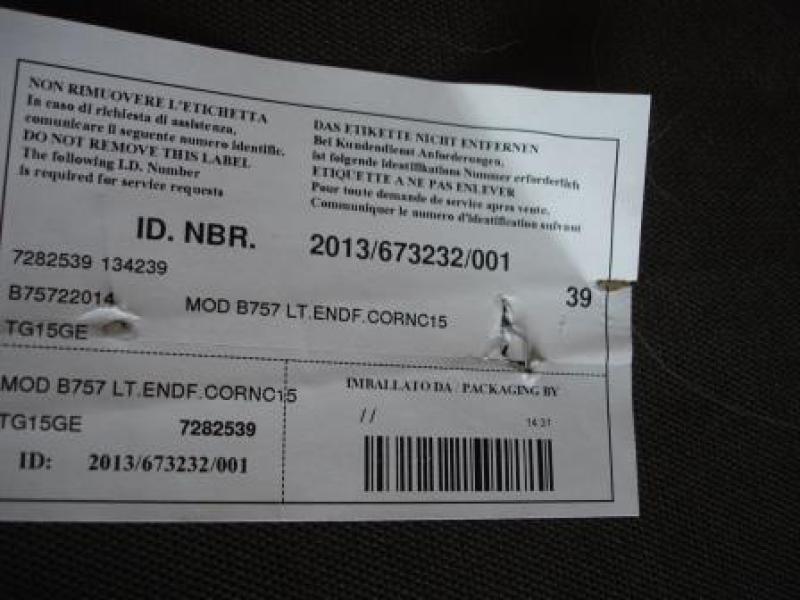 NON RIMUOVERE L'ETICHETTA
In caso di richiesta di assistenza,
comunicare il seguente numero identific.
DO NOT REMOVE THIS LABEL
The following I.D. Number
is required for service requests
DAS ETIKETTE NICHT ENTFERNEN
Bei Kundendienst Anforderungen,
ist folgende identifikations Nummer erforderlich
ETIQUETTE A NE PAS ENLEVER
Pour toute demande de service apres vente,
Communiquer le numero d'identification suivant
ID. NBR. 2013/673232/001
7282539 134239
39
B75722014 MOD B757 LT.ENDF.CORNC15
TG15GE
MOD B757 LT.ENDF.CORNC15
TG15GE 7282539
ID: 2013/673232/001
IMBALLATO DA / PACKAGING BY
// 14:31